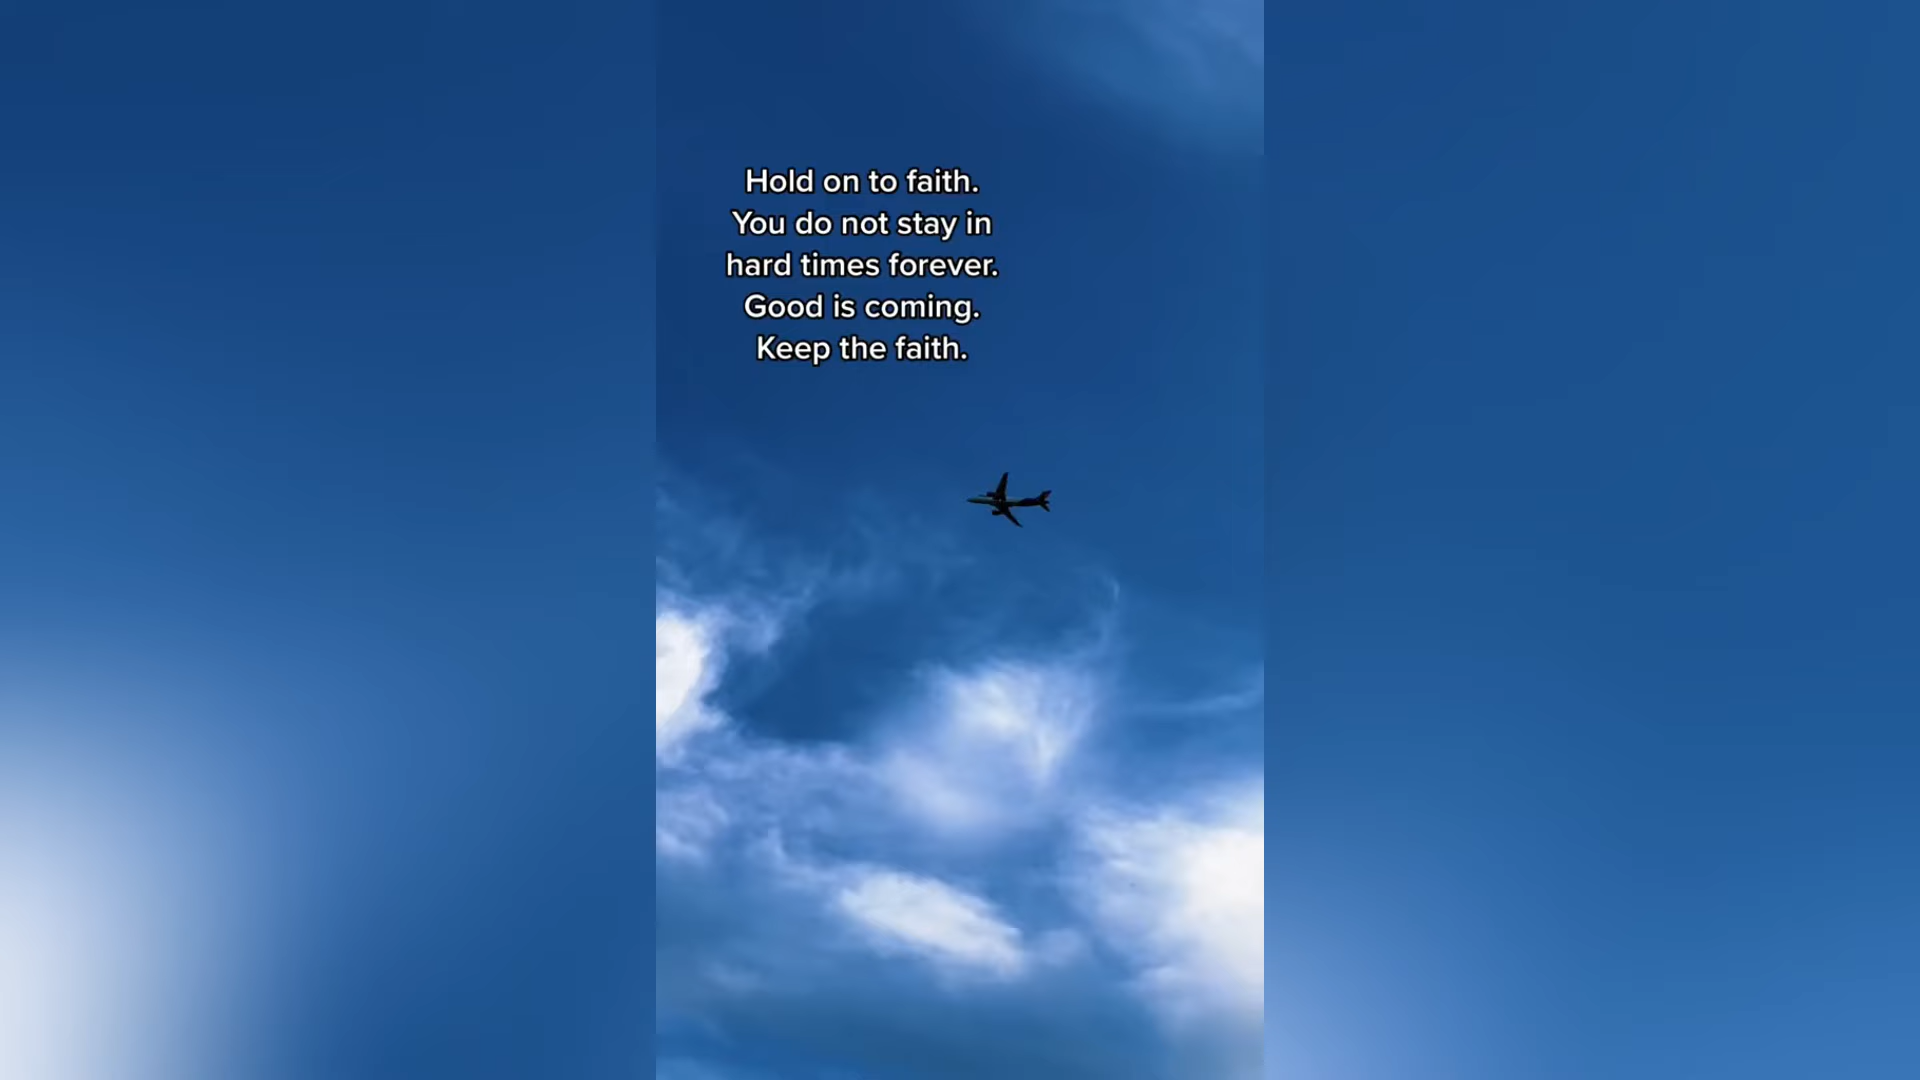 Hold on to faith.
You do not stay in
hard times forever.
Good is coming.
Keep the faith.